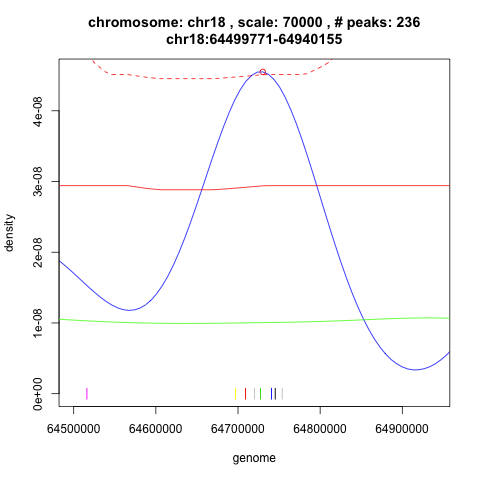 chromosome: chr18 , scale: 70000 , # peaks: 236
chr18:64499771-64940155
density
4e-08
3e-08
2e-08
1e-08
0e+00
64500000 64600000 64700000 64800000 64900000
genome